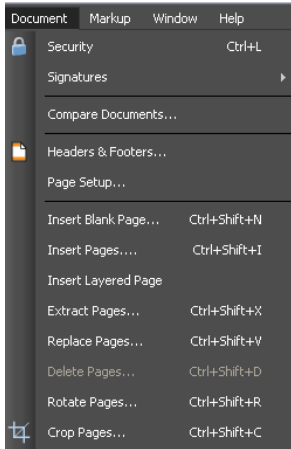 Document Markup Window Help
Security Ctrl+L
Signatures
Compare Documents...
Headers & Footers...
Page Setup...
Insert Blank Page... Ctrl+Shift+N
Insert Pages.... Ctrl+Shift+I
Insert Layered Page
Extract Pages... Ctrl+Shift+X
Replace Pages... Ctrl+Shift+V
Delete Pages... Ctrl+Shift+D
Rotate Pages... Ctrl+Shift+R
Crop Pages... Ctrl+Shift+C